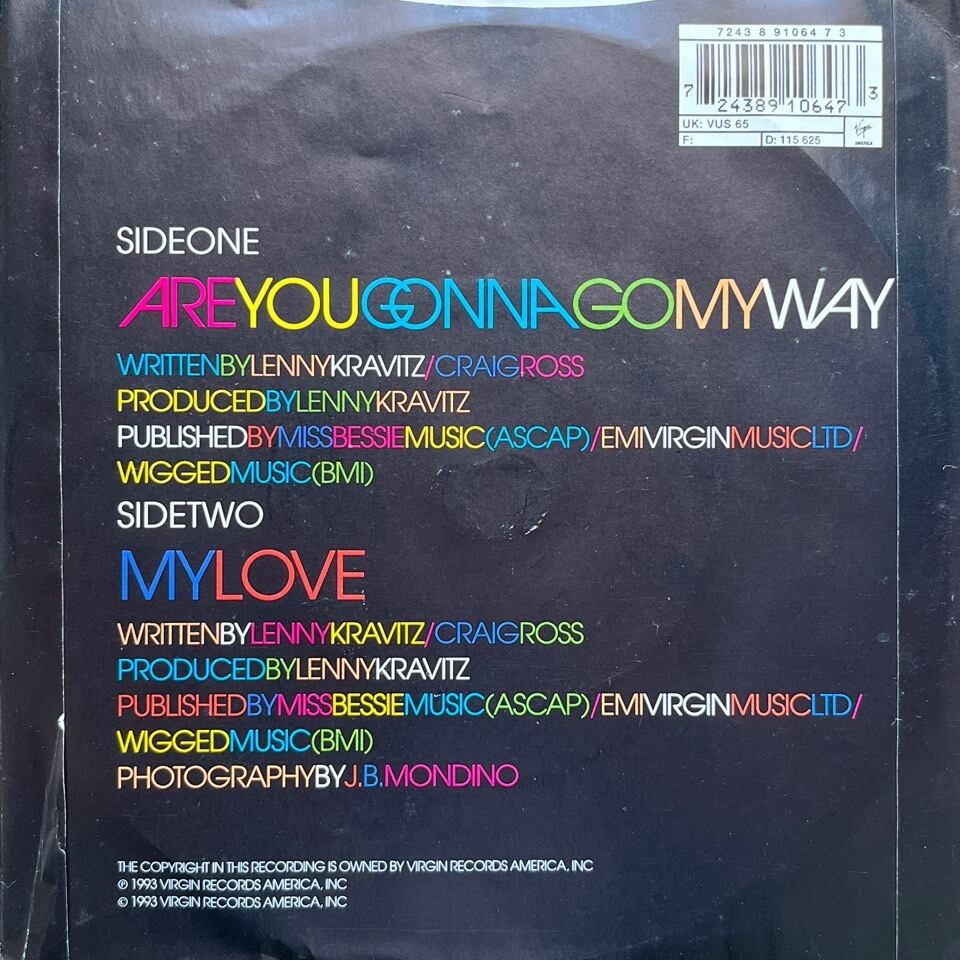 7243 8 91064 7 3
7 24389 10647 3
UK: VUS 65
F: D: 115 625
Virgin
AMERICA
SIDEONE
AREYOUGONNAGOMYWAY
WRITTENBYLENNYKRAVITZ/CRAIGROSS
PRODUCEDBYLENNYKRAVITZ
PUBLISHEDBYMISSBESSIEMUSIC(ASCAP)/EMIVIRGINMUSICLTD/
WIGGEDMUSIC(BMI)
SIDETWO
MYLOVE
WRITTENBYLENNYKRAVITZ/CRAIGROSS
PRODUCEDBYLENNYKRAVITZ
PUBLISHEDBYMISSBESSIEMUSIC(ASCAP)/EMIVIRGINMUSICLTD/
WIGGEDMUSIC(BMI)
PHOTOGRAPHYBYJ.B.MONDINO
THE COPYRIGHT IN THIS RECORDING IS OWNED BY VIRGIN RECORDS AMERICA, INC
℗ 1993 VIRGIN RECORDS AMERICA, INC
© 1993 VIRGIN RECORDS AMERICA, INC